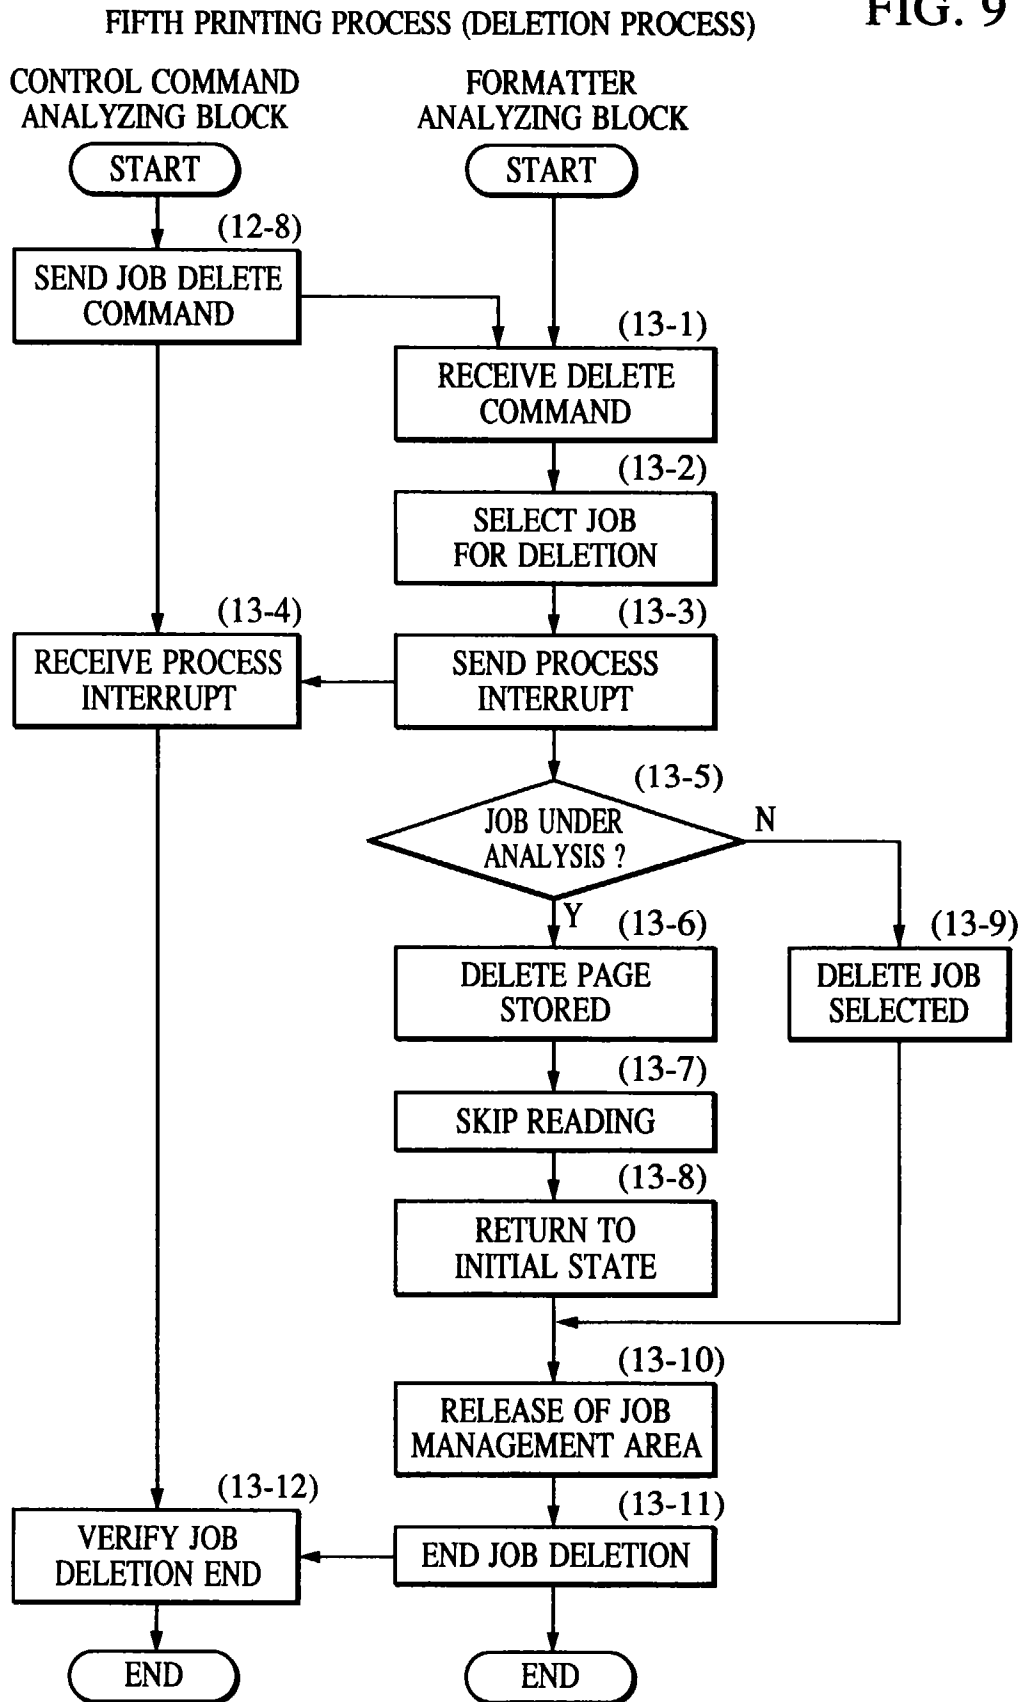 FIFTH PRINTING PROCESS (DELETION PROCESS)
FIG. 9
CONTROL COMMAND
ANALYZING BLOCK
FORMATTER
ANALYZING BLOCK
START
START
(12-8)
SEND JOB DELETE
COMMAND
(13-1)
RECEIVE DELETE
COMMAND
(13-2)
SELECT JOB
FOR DELETION
(13-4)
(13-3)
RECEIVE PROCESS
INTERRUPT
SEND PROCESS
INTERRUPT
(13-5)
JOB UNDER
ANALYSIS ?
N
Y
(13-6)
(13-9)
DELETE PAGE
STORED
DELETE JOB
SELECTED
(13-7)
SKIP READING
(13-8)
RETURN TO
INITIAL STATE
(13-10)
RELEASE OF JOB
MANAGEMENT AREA
(13-12)
(13-11)
VERIFY JOB
DELETION END
END JOB DELETION
END
END